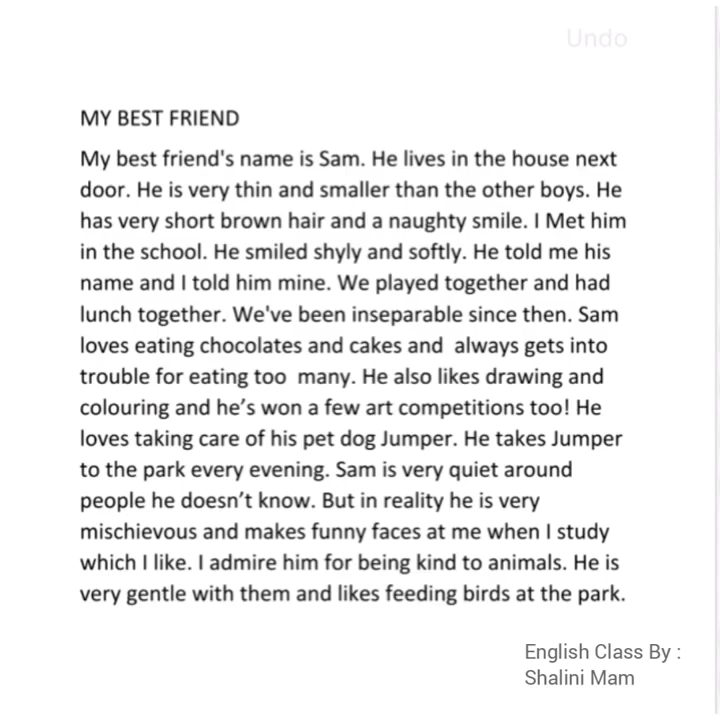 Undo
MY BEST FRIEND
My best friend's name is Sam. He lives in the house next
door. He is very thin and smaller than the other boys. He
has very short brown hair and a naughty smile. I Met him
in the school. He smiled shyly and softly. He told me his
name and I told him mine. We played together and had
lunch together. We've been inseparable since then. Sam
loves eating chocolates and cakes and  always gets into
trouble for eating too  many. He also likes drawing and
colouring and he’s won a few art competitions too! He
loves taking care of his pet dog Jumper. He takes Jumper
to the park every evening. Sam is very quiet around
people he doesn’t know. But in reality he is very
mischievous and makes funny faces at me when I study
which I like. I admire him for being kind to animals. He is
very gentle with them and likes feeding birds at the park.
English Class By :
Shalini Mam